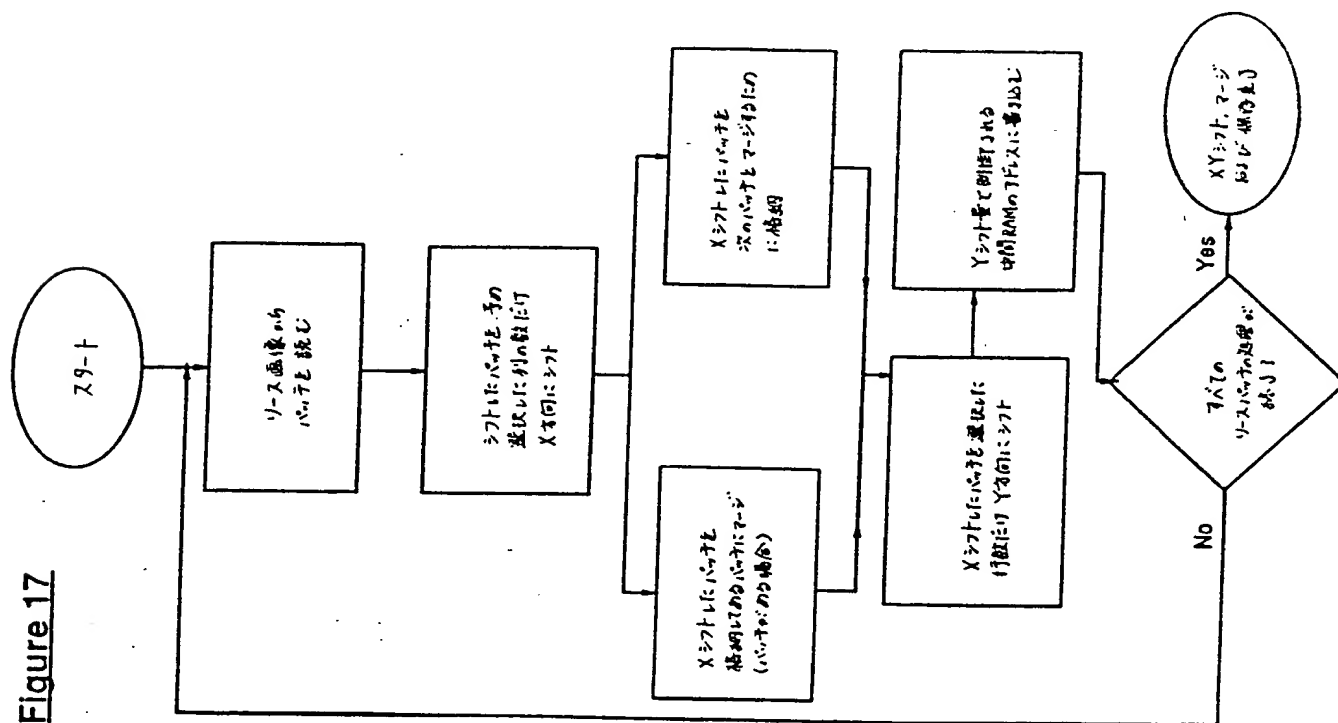 Figure 17
スタート
ソース画像から
パッチを読む
シフトしたパッチを、予め
選択した列の数だけ
X方向にシフト
Xシフトしたパッチを
格納してあるパッチにマージ
(パッチがある場合)
Xシフトしたパッチを
次のパッチとマージするため
に格納
Xシフトしたパッチを選択した
行数だけY方向にシフト
Yシフト量で制御される
中間RAMのアドレスに書き込む
すべての
ソースパッチの処理が
No
Yes
XYシフト、マージ
および